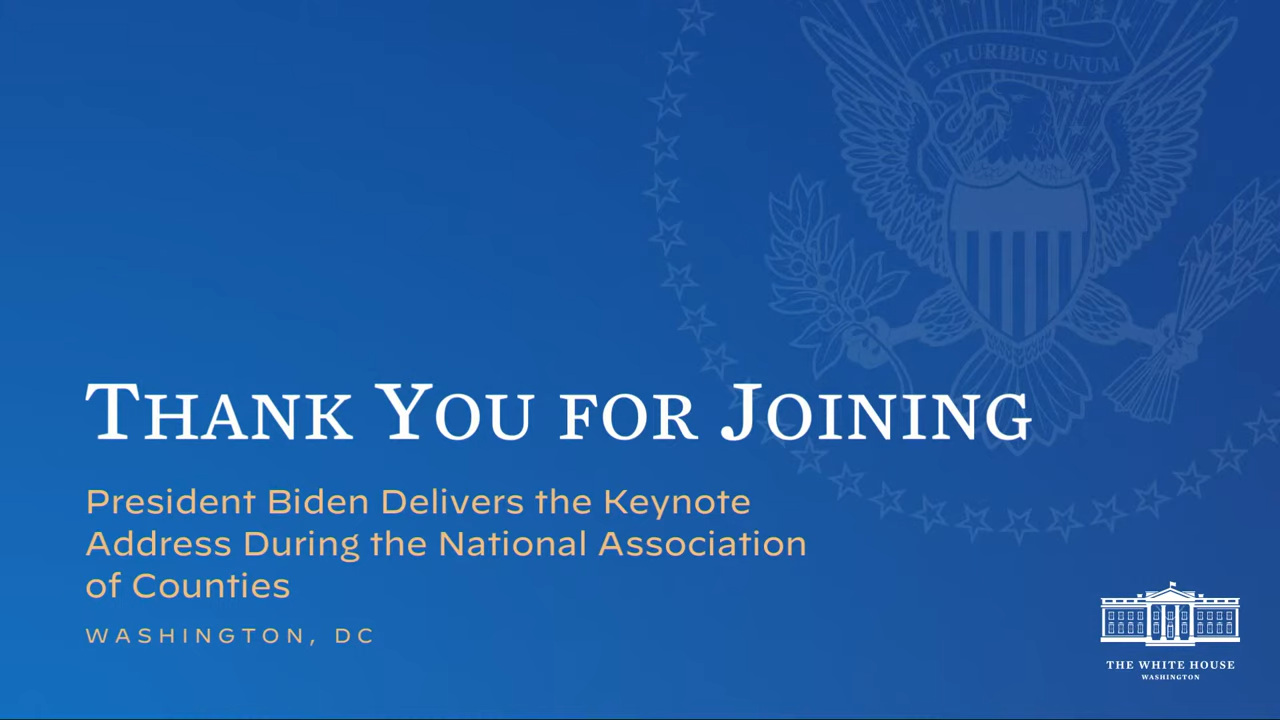 E PLURIBUS UNUM
Thank You for Joining
President Biden Delivers the Keynote
Address During the National Association
of Counties
WASHINGTON, DC
THE WHITE HOUSE
WASHINGTON